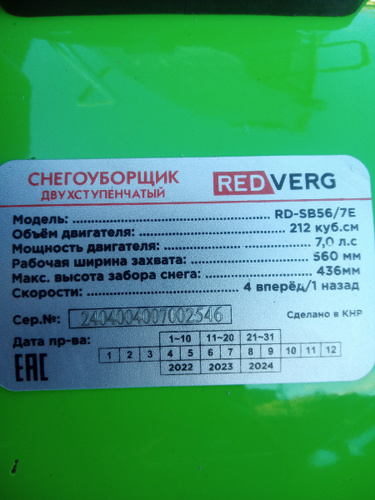 СНЕГОУБОРЩИК
ДВУХСТУПЕНЧАТЫЙ
REDVERG
Модель: RD-SB56/7E
Объём двигателя: 212 куб.см
Мощность двигателя: 7,0 л.с
Рабочая ширина захвата: 560 мм
Макс. высота забора снега: 436мм
Скорости: 4 вперёд/1 назад
Сер.№: 2404004007002546
Сделано в КНР
Дата пр-ва: 1-10 11-20 21-31
1 2 3 4 5 6 7 8 9 10 11 12
2022 2023 2024
EAC